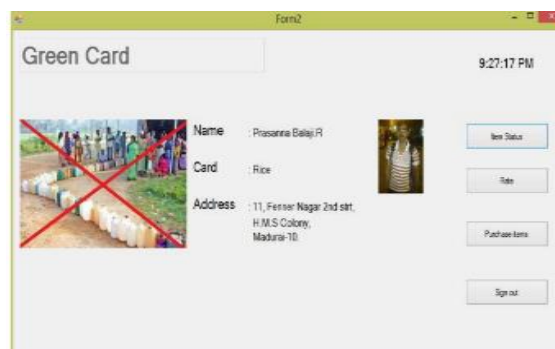 Form2
Green Card
9:27:17 PM
Name : Prasanna Balaji.R
Card : Rice
Address : 11, Fenner Nagar 2nd strt,
H.M.S Colony,
Madurai-10.
Item Status
Rate
Purchase items
Sign out